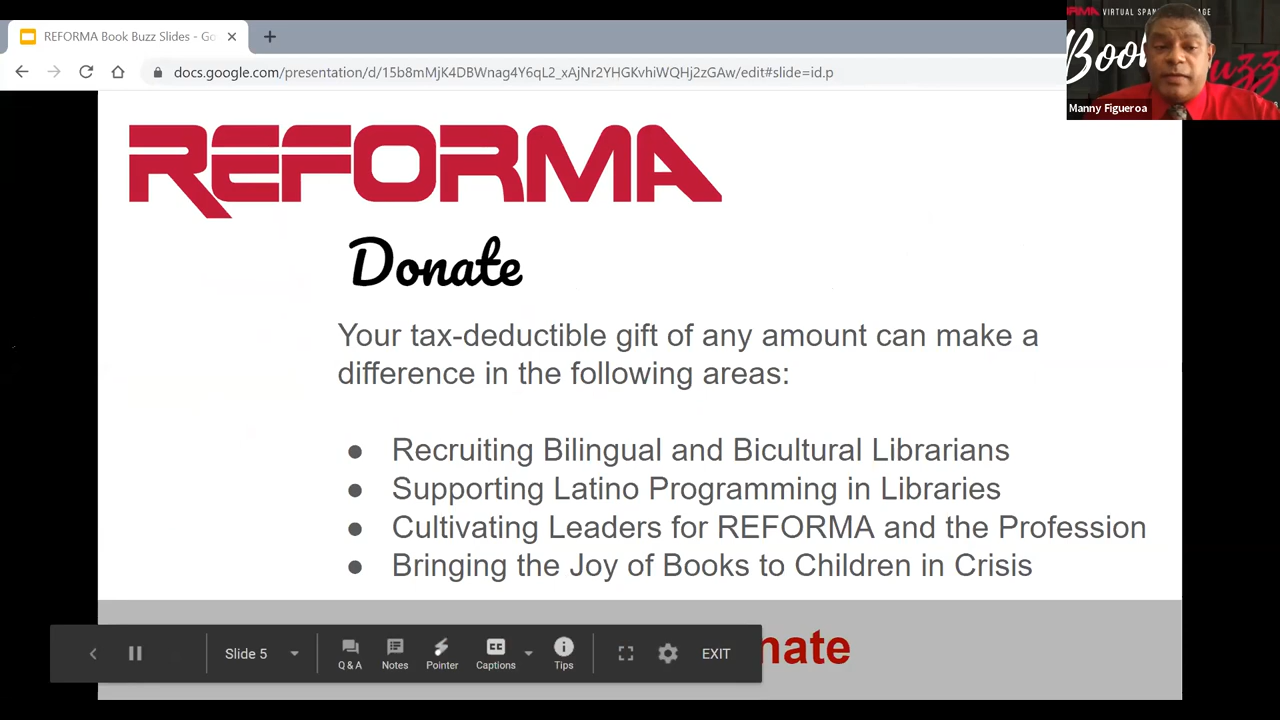 REFORMA Book Buzz Slides - Go
docs.google.com/presentation/d/15b8mMjK4DBWnag4Y6qL2_xAjNr2YHGKvhiWQHj2zGAw/edit#slide=id.p
VIRTUAL
Manny Figueroa
REFORMA
Donate
Your tax-deductible gift of any amount can make a
difference in the following areas:
● Recruiting Bilingual and Bicultural Librarians
● Supporting Latino Programming in Libraries
● Cultivating Leaders for REFORMA and the Profession
● Bringing the Joy of Books to Children in Crisis
nate
Slide 5
Q & A
Notes
Pointer
Captions
Tips
EXIT